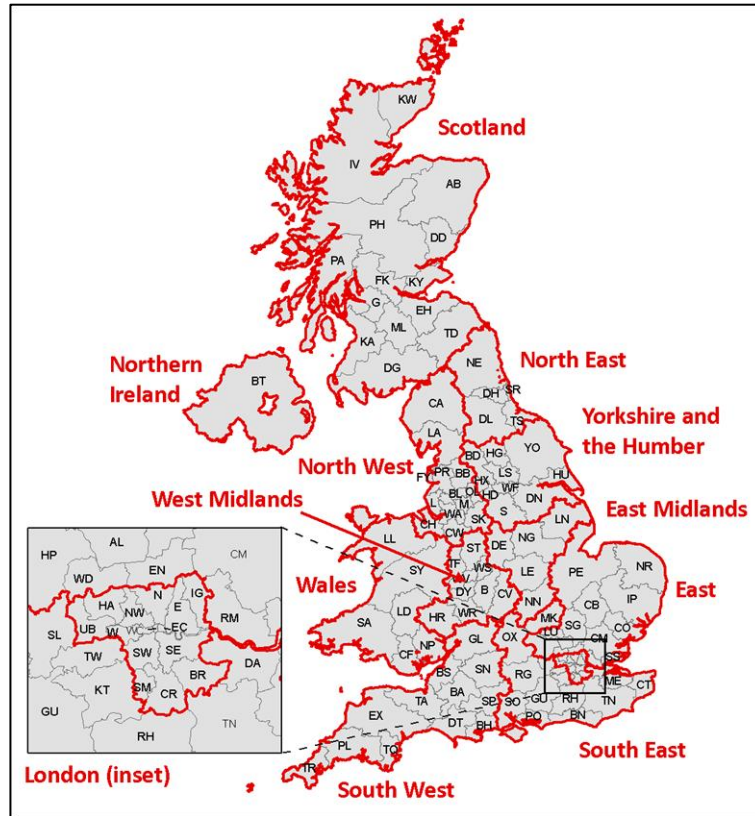 KW
Scotland
IV
AB
PH
DD
PA
FK KY
G
EH
ML
TD
KA
DG
Northern
Ireland
BT
North East
NE
SR
DH
CA
DL
TS
Yorkshire and
the Humber
LA
YO
BD HG
North West
FY PR BB
HX LS
HU
WF
BL OL HD
DN
L M
S
WA
West Midlands
East Midlands
LN
CH
SK
CW
LL
ST
DE
NG
SY
TF
WS
LE
PE
NR
East
Wales
WV
DY B
CV
NN
CB
IP
LD
HR
WR
MK
SA
SG
CO
LU
CM
NP
GL
OX
CF
SS
BS
SN
RG
ME CT
BA
GU RH TN
TA
SP SO
EX
BN
PO
DT BH
PL
TQ
TR
South East
South West
HP
AL
CM
EN
WD
IG
HA
N
NW
E
RM
SL
UB
W
WC
EC
TW
SW
SE
DA
KT
SM
CR
BR
GU
TN
RH
London (inset)